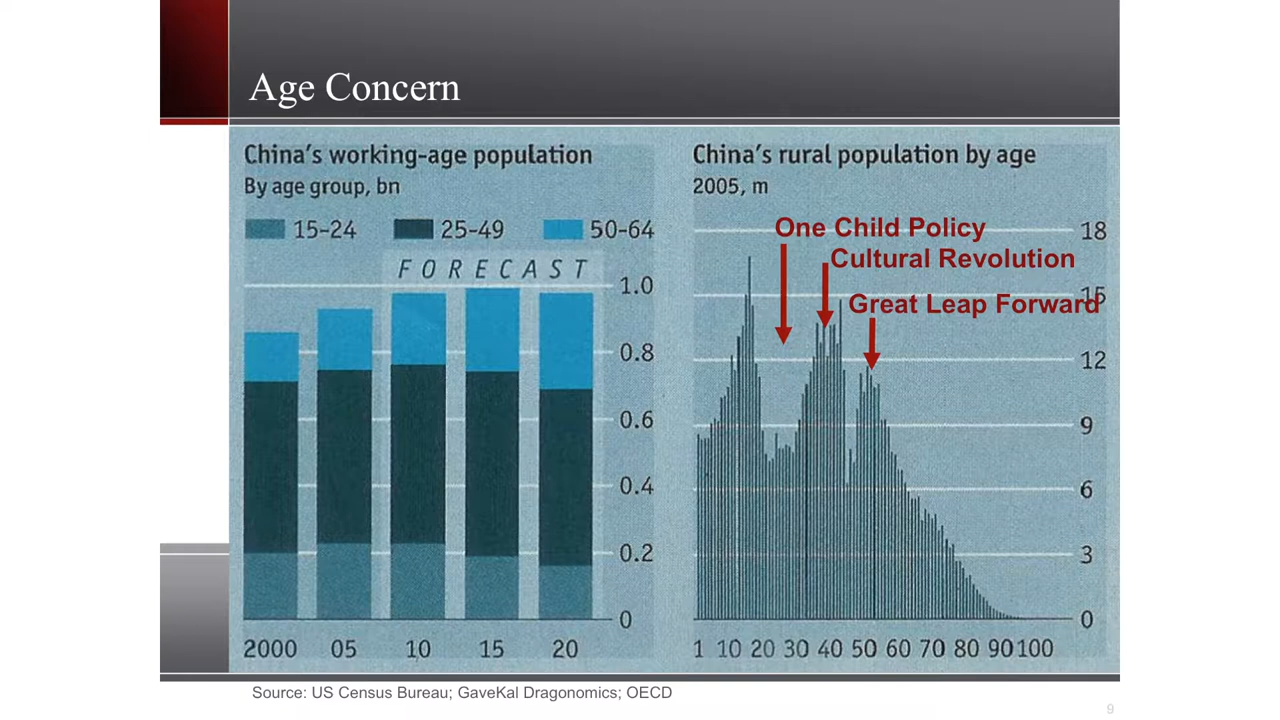 Age Concern
China's working-age population
By age group, bn
15-24 25-49 50-64
FORECAST
1.0
0.8
0.6
0.4
0.2
0
2000 05 10 15 20
China's rural population by age
2005, m
One Child Policy
Cultural Revolution
Great Leap Forward
18
15
12
9
6
3
0
1 10 20 30 40 50 60 70 80 90 100
Source: US Census Bureau; GaveKal Dragonomics; OECD
9